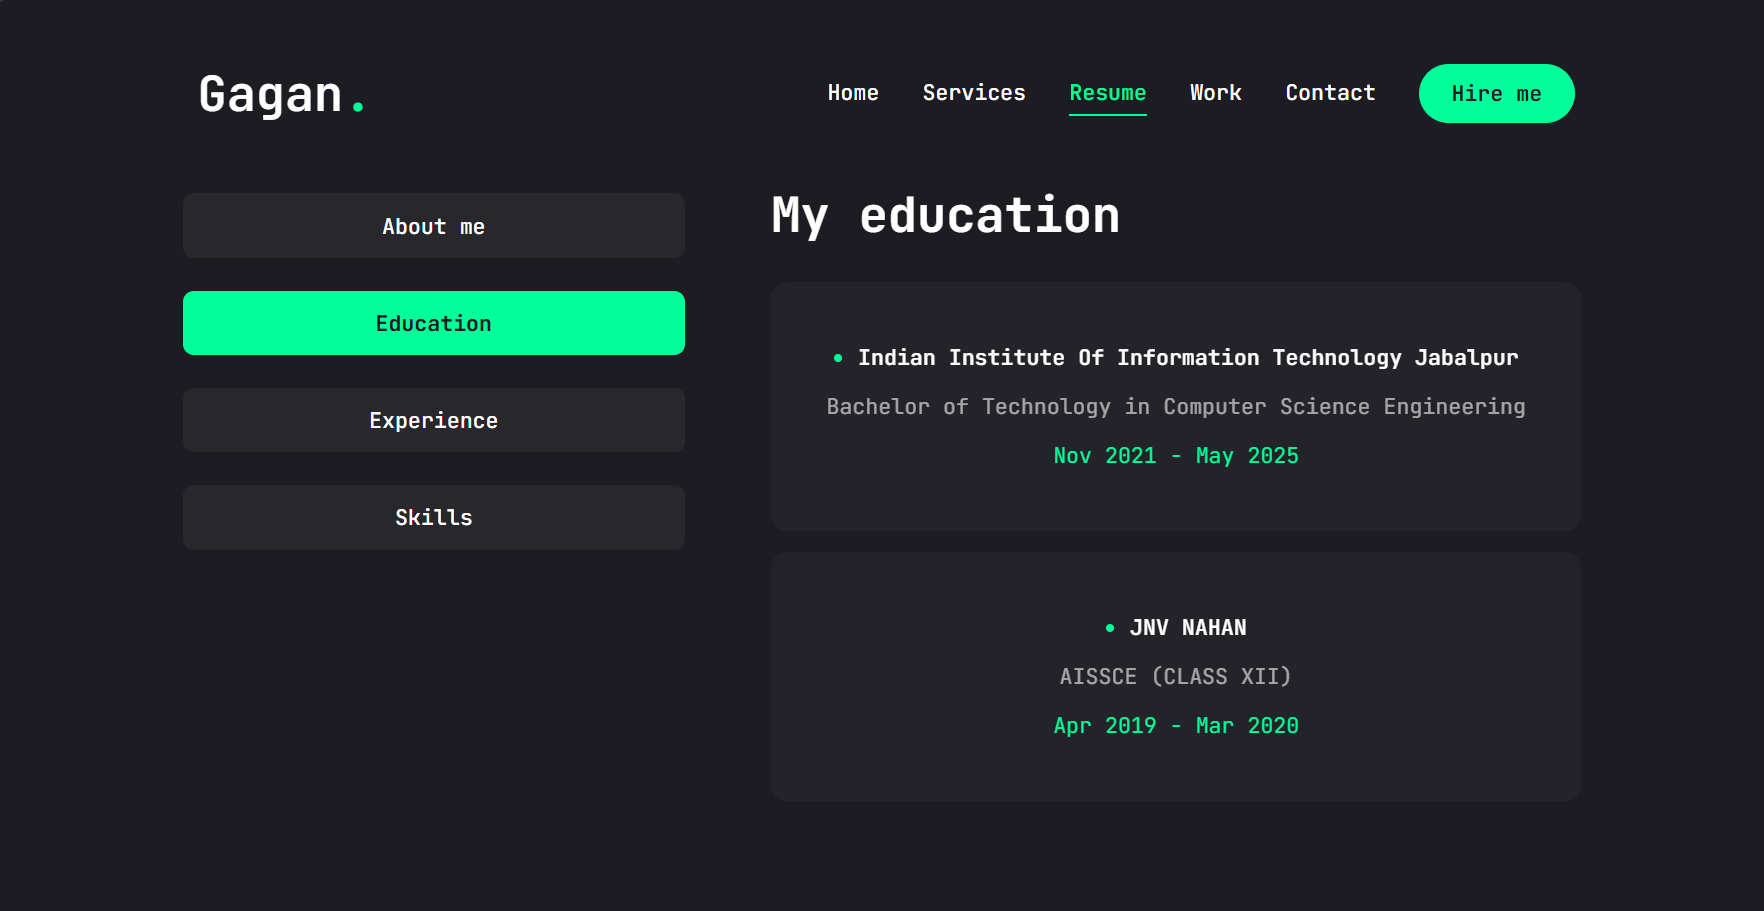 Gagan.
Home Services Resume Work Contact Hire me
About me
Education
Experience
Skills
My education
Indian Institute Of Information Technology Jabalpur
Bachelor of Technology in Computer Science Engineering
Nov 2021 - May 2025
JNV NAHAN
AISSCE (CLASS XII)
Apr 2019 - Mar 2020